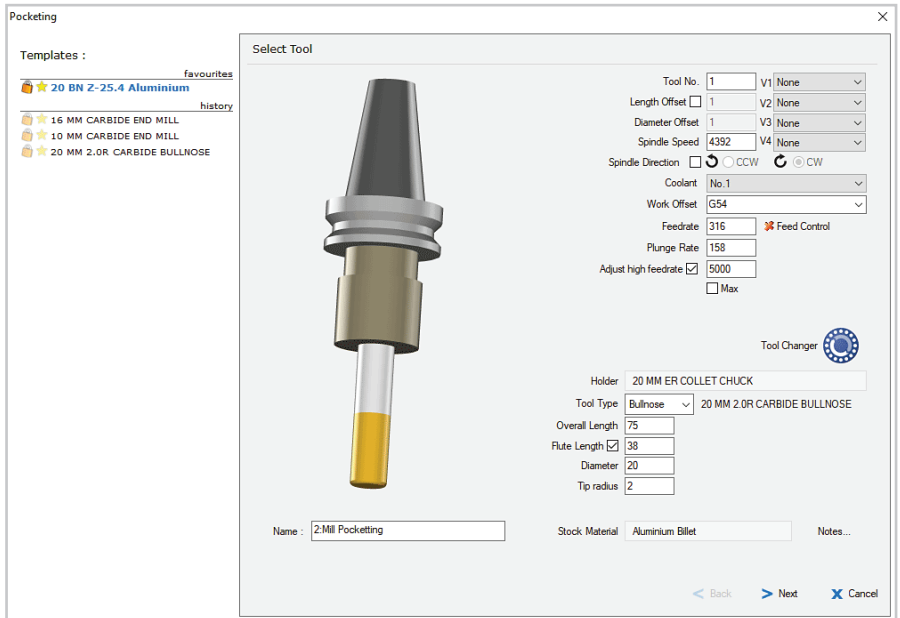 Pocketing
Templates :
favourites
20 BN Z-25.4 Aluminium
history
16 MM CARBIDE END MILL
10 MM CARBIDE END MILL
20 MM 2.0R CARBIDE BULLNOSE
Select Tool
Tool No. 1 V1 None
Length Offset 1 V2 None
Diameter Offset 1 V3 None
Spindle Speed 4392 V4 None
Spindle Direction CCW CW
Coolant No.1
Work Offset G54
Feedrate 316 Feed Control
Plunge Rate 158
Adjust high feedrate 5000
Max
Tool Changer
Holder 20 MM ER COLLET CHUCK
Tool Type Bullnose 20 MM 2.0R CARBIDE BULLNOSE
Overall Length 75
Flute Length 38
Diameter 20
Tip radius 2
Name : 2:Mill Pocketting Stock Material Aluminium Billet Notes...
< Back > Next X Cancel